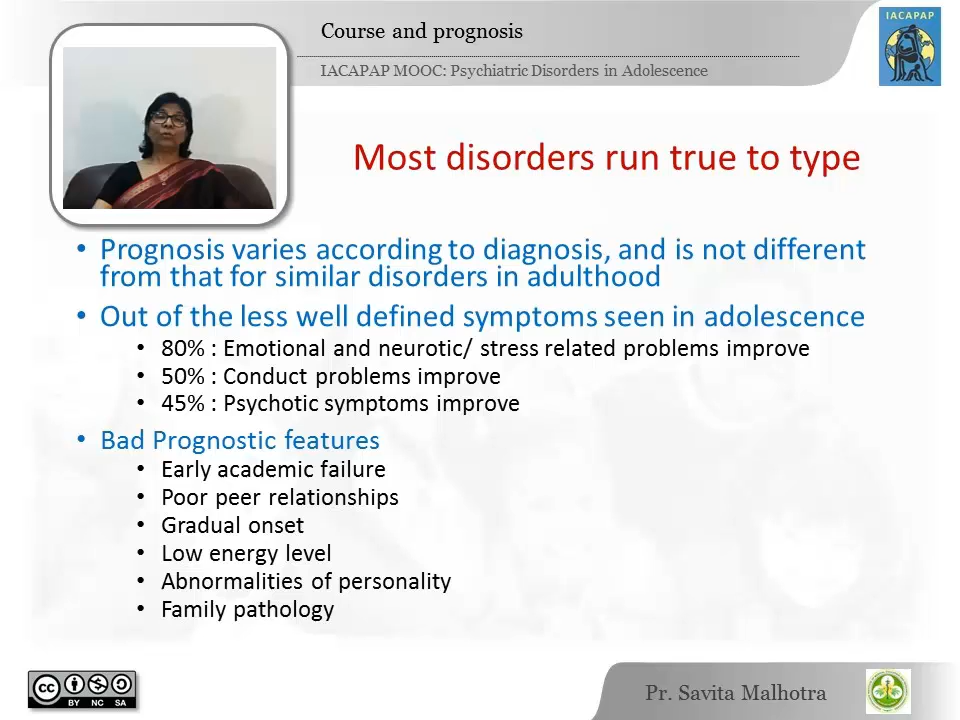 Course and prognosis
IACAPAP MOOC: Psychiatric Disorders in Adolescence
IACAPAP
Most disorders run true to type
• Prognosis varies according to diagnosis, and is not different
from that for similar disorders in adulthood
• Out of the less well defined symptoms seen in adolescence
• 80% : Emotional and neurotic/ stress related problems improve
• 50% : Conduct problems improve
• 45% : Psychotic symptoms improve
• Bad Prognostic features
• Early academic failure
• Poor peer relationships
• Gradual onset
• Low energy level
• Abnormalities of personality
• Family pathology
cc
BY NC SA
Pr. Savita Malhotra